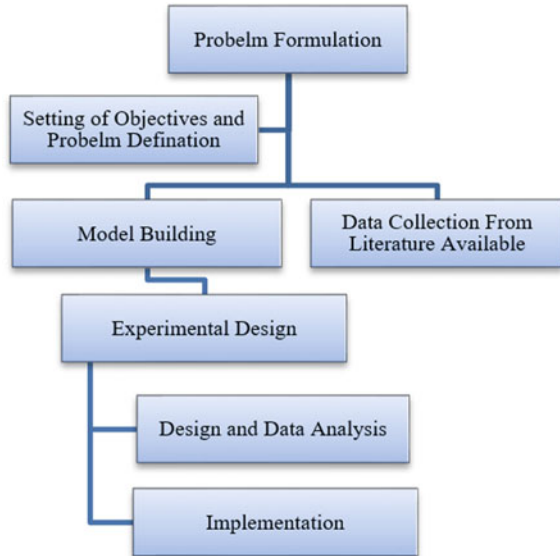 Probelm Formulation
Setting of Objectives and
Probelm Defination
Model Building
Data Collection From
Literature Available
Experimental Design
Design and Data Analysis
Implementation